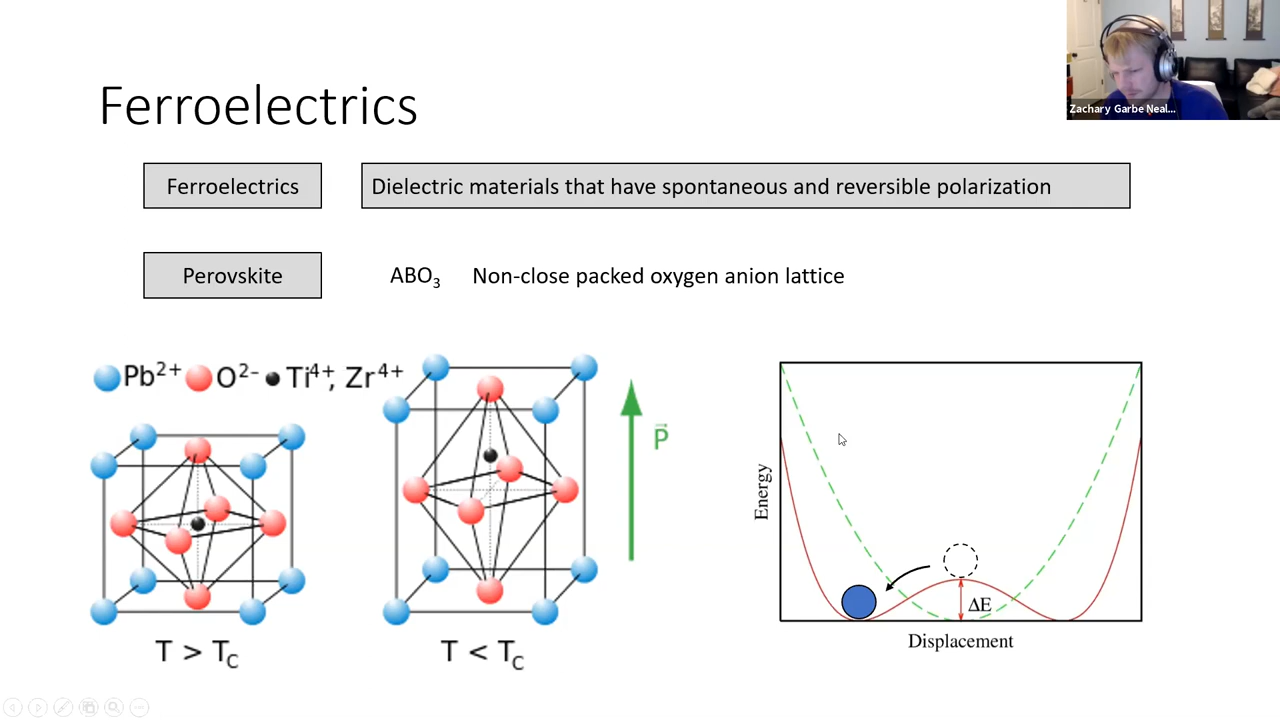 Zachary Garbe Neal...
Ferroelectrics
Ferroelectrics
Dielectric materials that have spontaneous and reversible polarization
Perovskite
ABO₃ Non-close packed oxygen anion lattice
Pb²⁺ O²⁻ Ti⁴⁺, Zr⁴⁺
P⃗
Energy
ΔE
Displacement
T > T_C
T < T_C